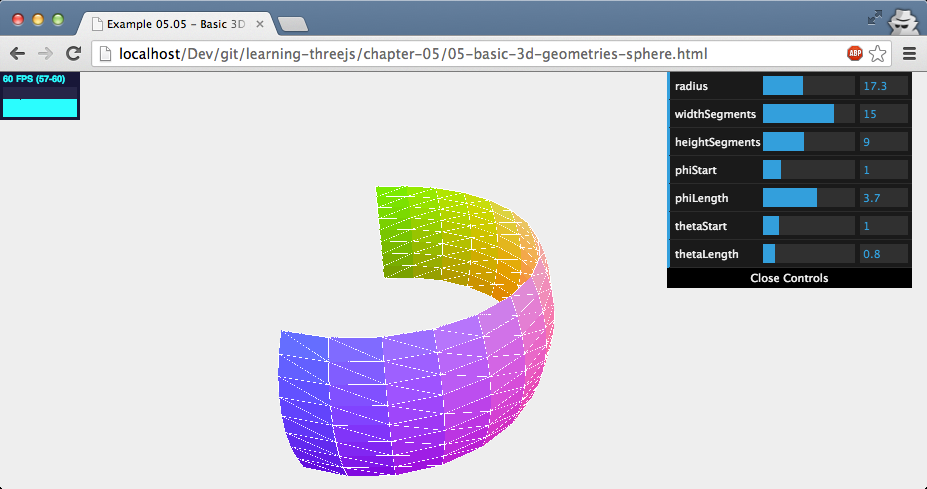 Example 05.05 - Basic 3D
localhost/Dev/git/learning-threejs/chapter-05/05-basic-3d-geometries-sphere.html
ABP
60 FPS (57-60)
radius 17.3
widthSegments 15
heightSegments 9
phiStart 1
phiLength 3.7
thetaStart 1
thetaLength 0.8
Close Controls